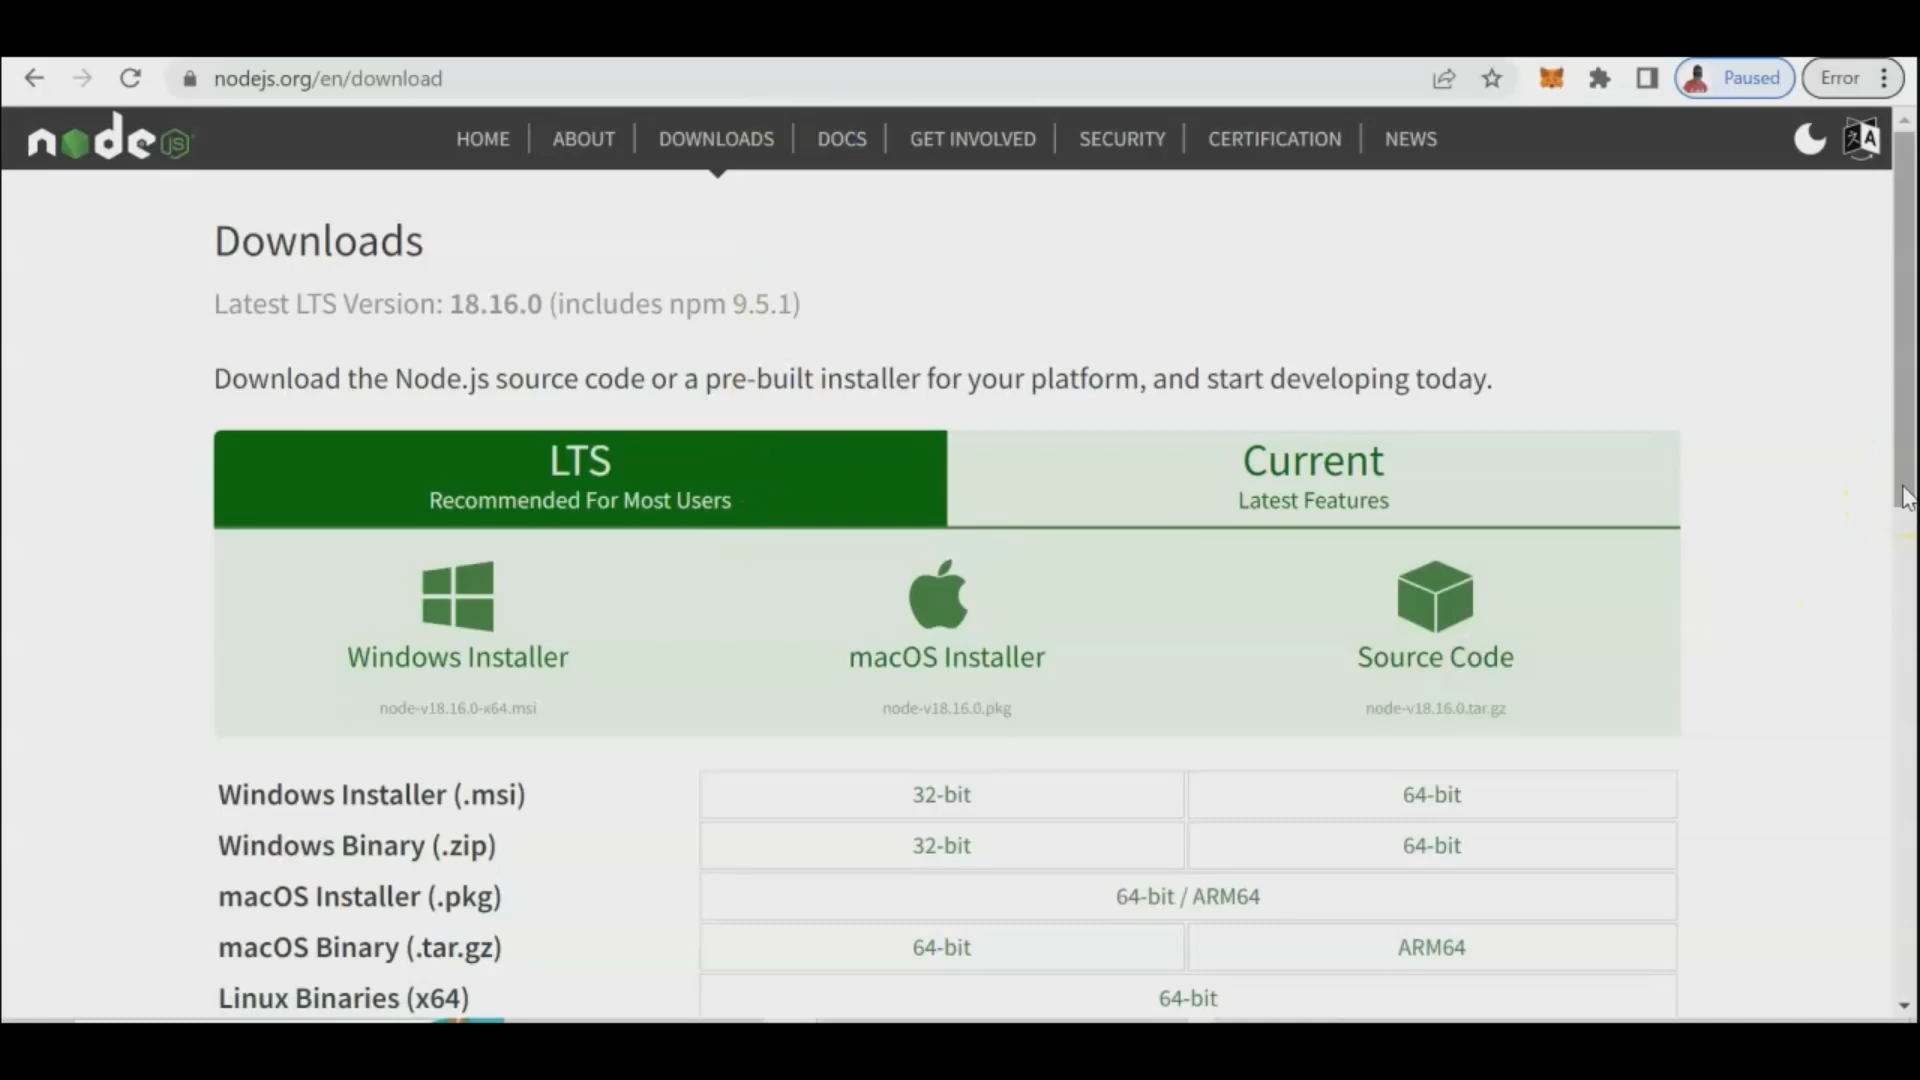 nodejs.org/en/download
Paused
Error
node JS
HOME
ABOUT
DOWNLOADS
DOCS
GET INVOLVED
SECURITY
CERTIFICATION
NEWS
Downloads
Latest LTS Version: 18.16.0 (includes npm 9.5.1)
Download the Node.js source code or a pre-built installer for your platform, and start developing today.
LTS
Recommended For Most Users
Current
Latest Features
Windows Installer
node-v18.16.0-x64.msi
macOS Installer
node-v18.16.0.pkg
Source Code
node-v18.16.0.tar.gz
Windows Installer (.msi)
32-bit
64-bit
Windows Binary (.zip)
32-bit
64-bit
macOS Installer (.pkg)
64-bit / ARM64
macOS Binary (.tar.gz)
64-bit
ARM64
Linux Binaries (x64)
64-bit